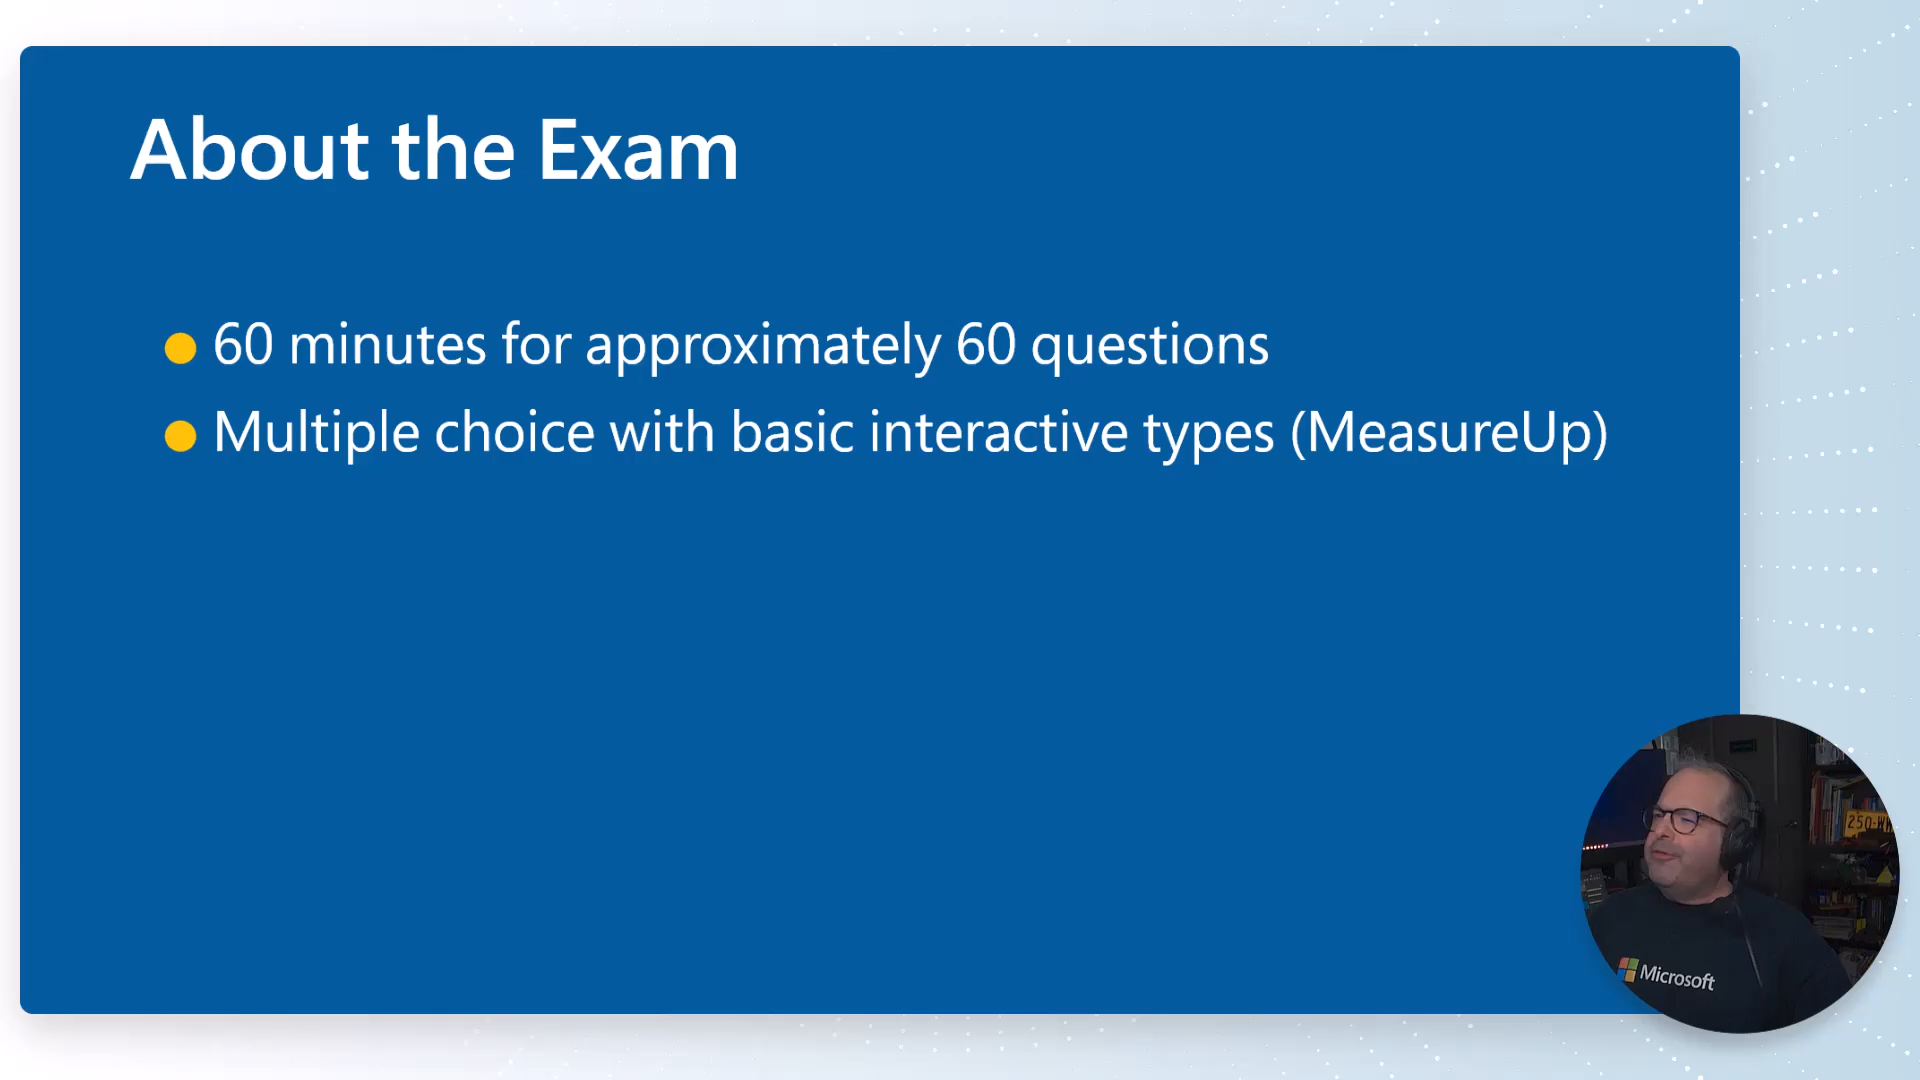 About the Exam
60 minutes for approximately 60 questions
Multiple choice with basic interactive types (MeasureUp)
Microsoft